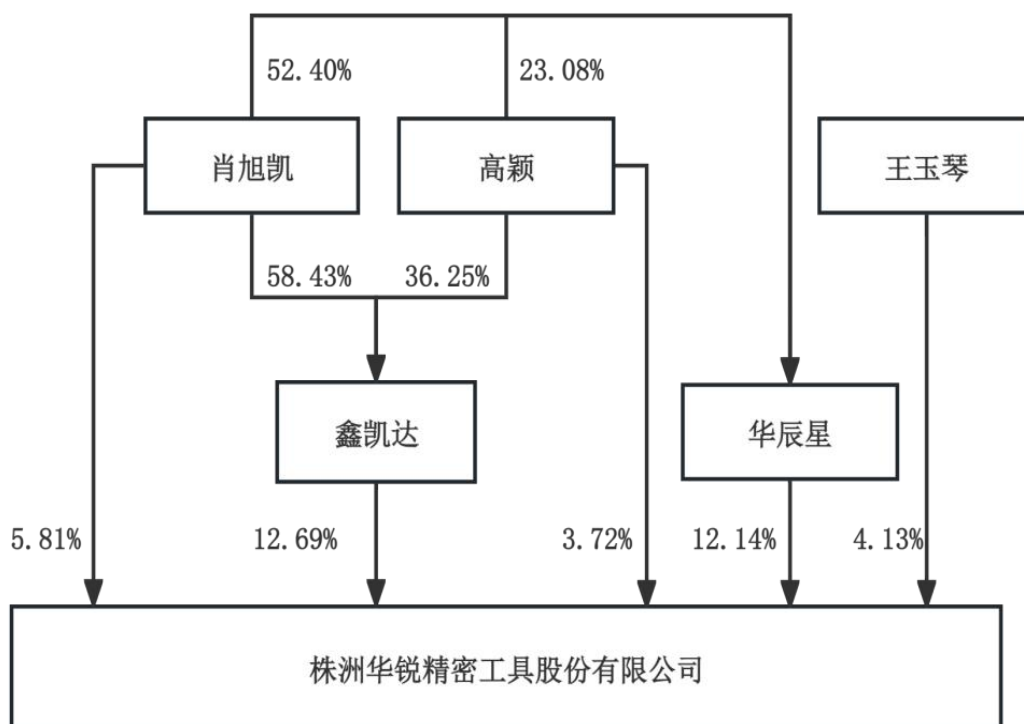 52.40%
23.08%
肖旭凯
高颖
王玉琴
58.43%
36.25%
鑫凯达
华辰星
5.81%
12.69%
3.72%
12.14%
4.13%
株洲华锐精密工具股份有限公司